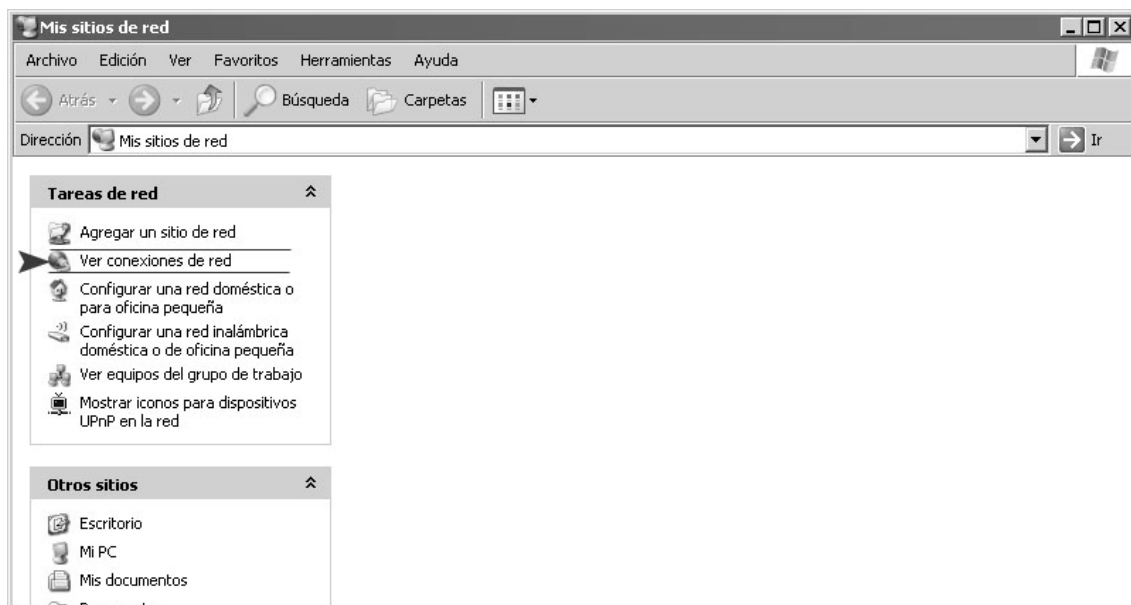 Mis sitios de red
Archivo Edición Ver Favoritos Herramientas Ayuda
Atrás Búsqueda Carpetas
Dirección Mis sitios de red Ir
Tareas de red
Agregar un sitio de red
Ver conexiones de red
Configurar una red doméstica o
para oficina pequeña
Configurar una red inalámbrica
doméstica o de oficina pequeña
Ver equipos del grupo de trabajo
Mostrar iconos para dispositivos
UPnP en la red
Otros sitios
Escritorio
Mi PC
Mis documentos